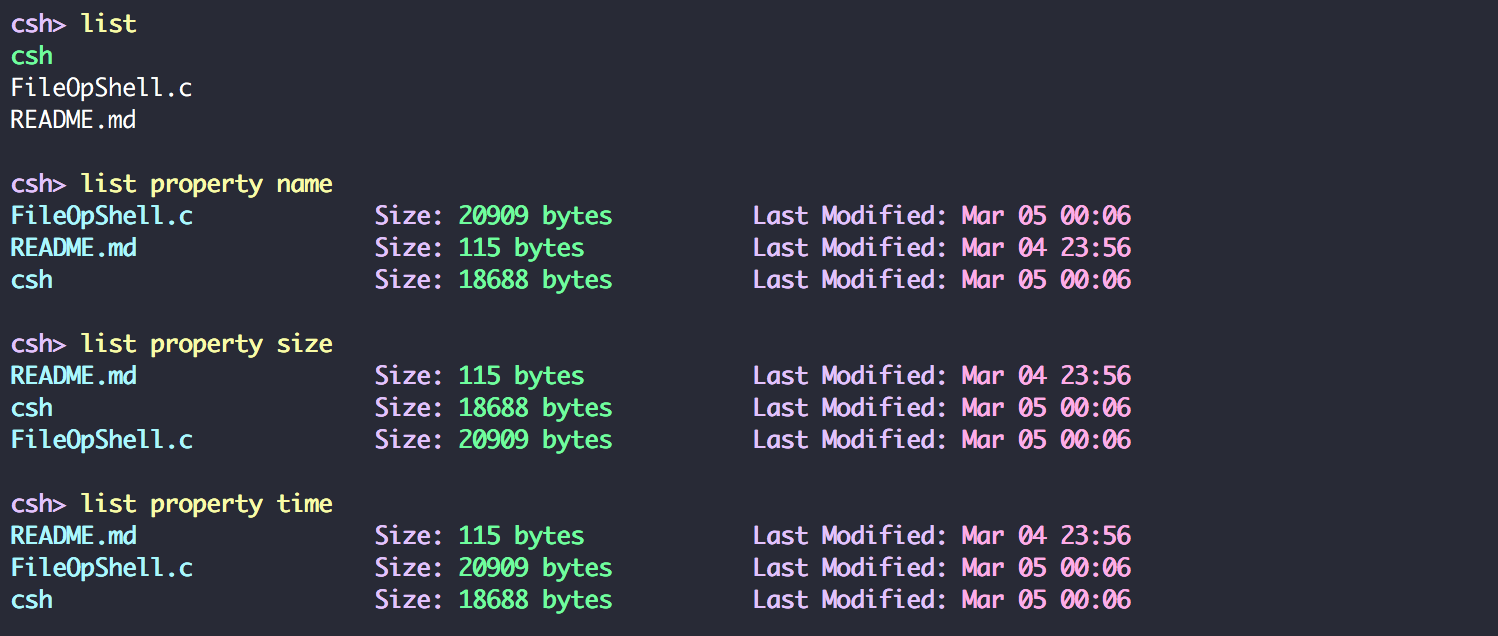 csh> list
csh
FileOpShell.c
README.md
csh> list property name
FileOpShell.c Size: 20909 bytes Last Modified: Mar 05 00:06
README.md Size: 115 bytes Last Modified: Mar 04 23:56
csh Size: 18688 bytes Last Modified: Mar 05 00:06
csh> list property size
README.md Size: 115 bytes Last Modified: Mar 04 23:56
csh Size: 18688 bytes Last Modified: Mar 05 00:06
FileOpShell.c Size: 20909 bytes Last Modified: Mar 05 00:06
csh> list property time
README.md Size: 115 bytes Last Modified: Mar 04 23:56
FileOpShell.c Size: 20909 bytes Last Modified: Mar 05 00:06
csh Size: 18688 bytes Last Modified: Mar 05 00:06